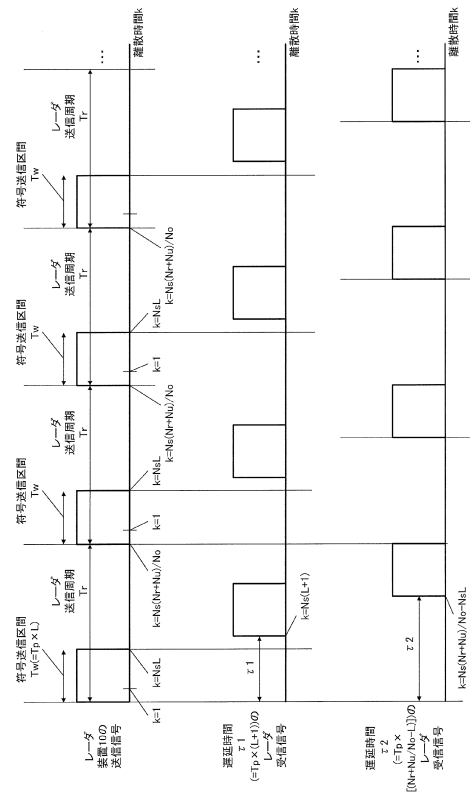 符号送信区間
Tw(=Tp×L)
レーダ
送信周期
Tr
符号送信区間
Tw
レーダ
送信周期
Tr
符号送信区間
Tw
レーダ
送信周期
Tr
符号送信区間
Tw
レーダ
送信周期
Tr
…
レーダ
装置10の
送信信号
k=1
k=NsL
k=Ns(Nr+Nu)/No
k=1
k=NsL
k=Ns(Nr+Nu)/No
k=1
k=NsL
k=Ns(Nr+Nu)/No
離散時間k
遅延時間
τ1
(=Tp×(L+1))の
レーダ
受信信号
τ1
k=Ns(L+1)
…
離散時間k
遅延時間
τ2
(=Tp×
[(Nr+Nu/No-L)])の
レーダ
受信信号
τ2
k=Ns(Nr+Nu)/No-NsL
…
離散時間k